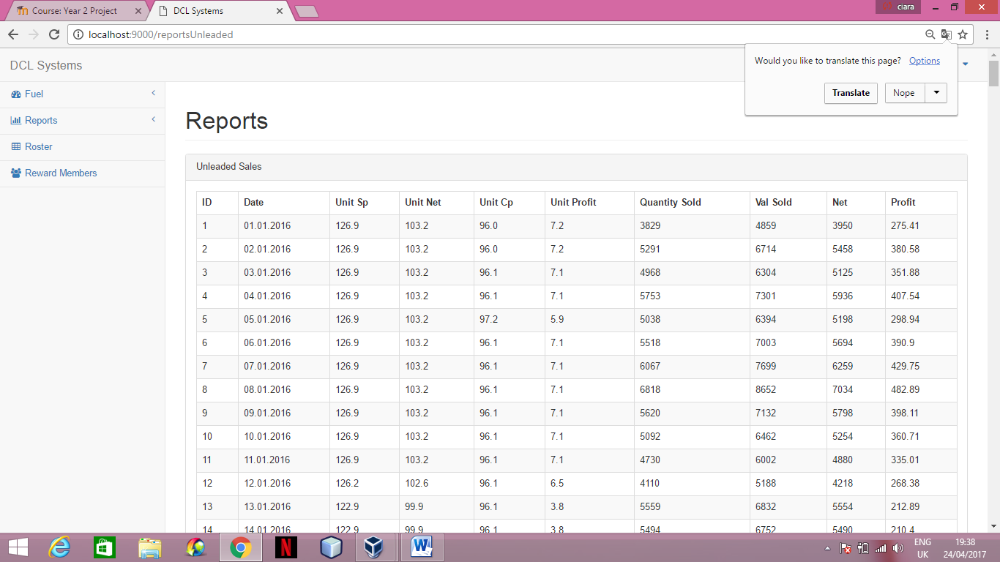 Course: Year 2 Project
DCL Systems
ciara
localhost:9000/reportsUnleaded
Would you like to translate this page? Options
Translate Nope
DCL Systems
Fuel
Reports
Roster
Reward Members
Reports
Unleaded Sales
ID Date Unit Sp Unit Net Unit Cp Unit Profit Quantity Sold Val Sold Net Profit
1 01.01.2016 126.9 103.2 96.0 7.2 3829 4859 3950 275.41
2 02.01.2016 126.9 103.2 96.0 7.2 5291 6714 5458 380.58
3 03.01.2016 126.9 103.2 96.1 7.1 4968 6304 5125 351.88
4 04.01.2016 126.9 103.2 96.1 7.1 5753 7301 5936 407.54
5 05.01.2016 126.9 103.2 97.2 5.9 5038 6394 5198 298.94
6 06.01.2016 126.9 103.2 96.1 7.1 5518 7003 5694 390.9
7 07.01.2016 126.9 103.2 96.1 7.1 6067 7699 6259 429.75
8 08.01.2016 126.9 103.2 96.1 7.1 6818 8652 7034 482.89
9 09.01.2016 126.9 103.2 96.1 7.1 5620 7132 5798 398.11
10 10.01.2016 126.9 103.2 96.1 7.1 5092 6462 5254 360.71
11 11.01.2016 126.9 103.2 96.1 7.1 4730 6002 4880 335.01
12 12.01.2016 126.2 102.6 96.1 6.5 4110 5188 4218 268.38
13 13.01.2016 122.9 99.9 96.1 3.8 5559 6832 5554 212.89
14 14.01.2016 122.9 99.9 96.1 3.8 5494 6752 5490 210.4
ENG
UK
19:38
24/04/2017